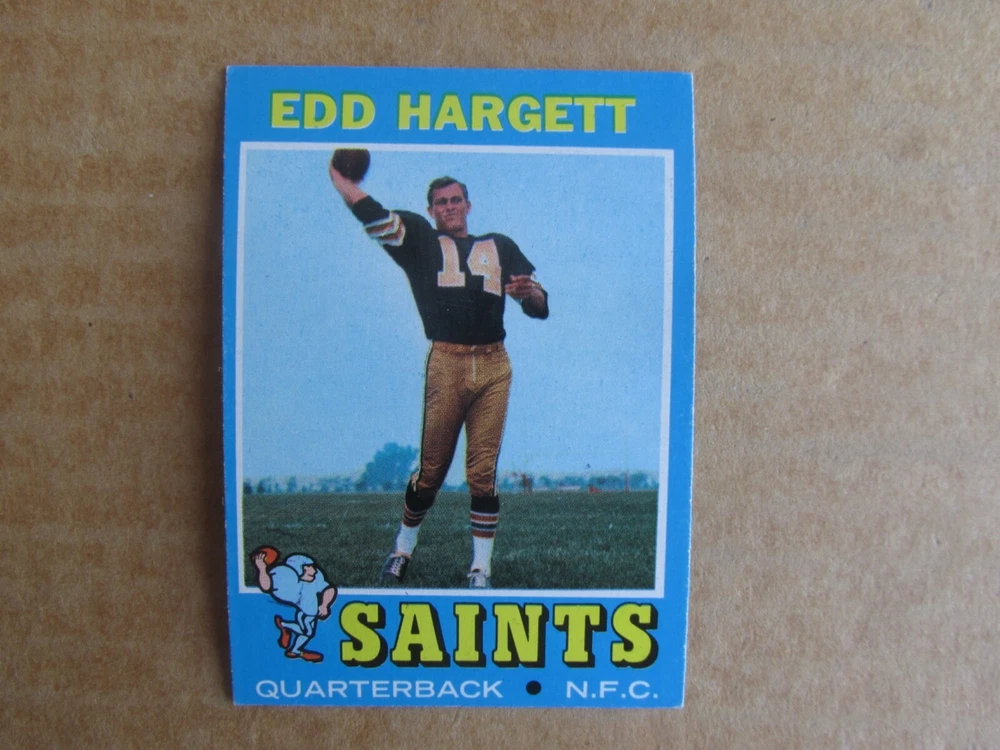 EDD HARGETT
14
SAINTS
QUARTERBACK • N.F.C.